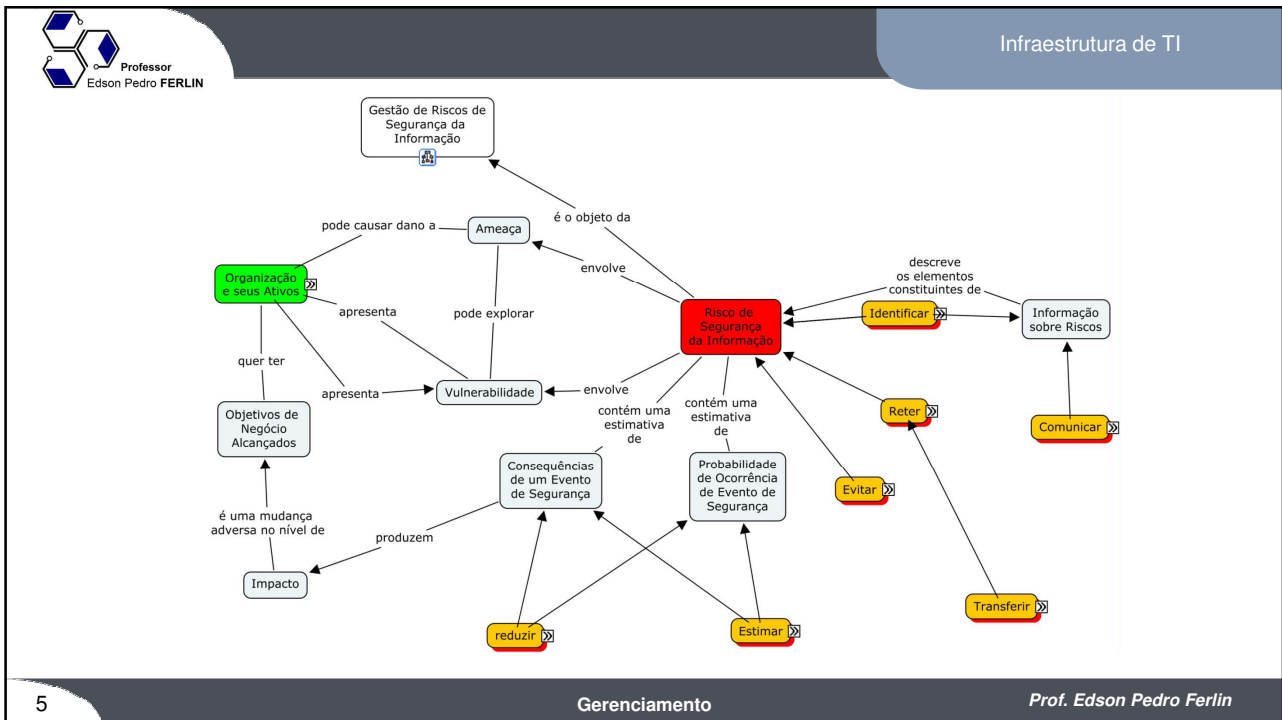 Professor
Edson Pedro FERLIN
Infraestrutura de TI
Gestão de Riscos de
Segurança da
Informação
é o objeto da
pode causar dano a
Ameaça
envolve
descreve
os elementos
constituintes de
Organização
e seus Ativos
apresenta
pode explorar
Risco de
Segurança
da Informação
Identificar
Informação
sobre Riscos
quer ter
apresenta
Vulnerabilidade
envolve
contém uma
estimativa
de
contém uma
estimativa
de
Reter
Comunicar
Objetivos de
Negócio
Alcançados
Consequências
de um Evento
de Segurança
Probabilidade
de Ocorrência
de Evento de
Segurança
Evitar
é uma mudança
adversa no nível de
produzem
Impacto
reduzir
Estimar
Transferir
5
Gerenciamento
Prof. Edson Pedro Ferlin